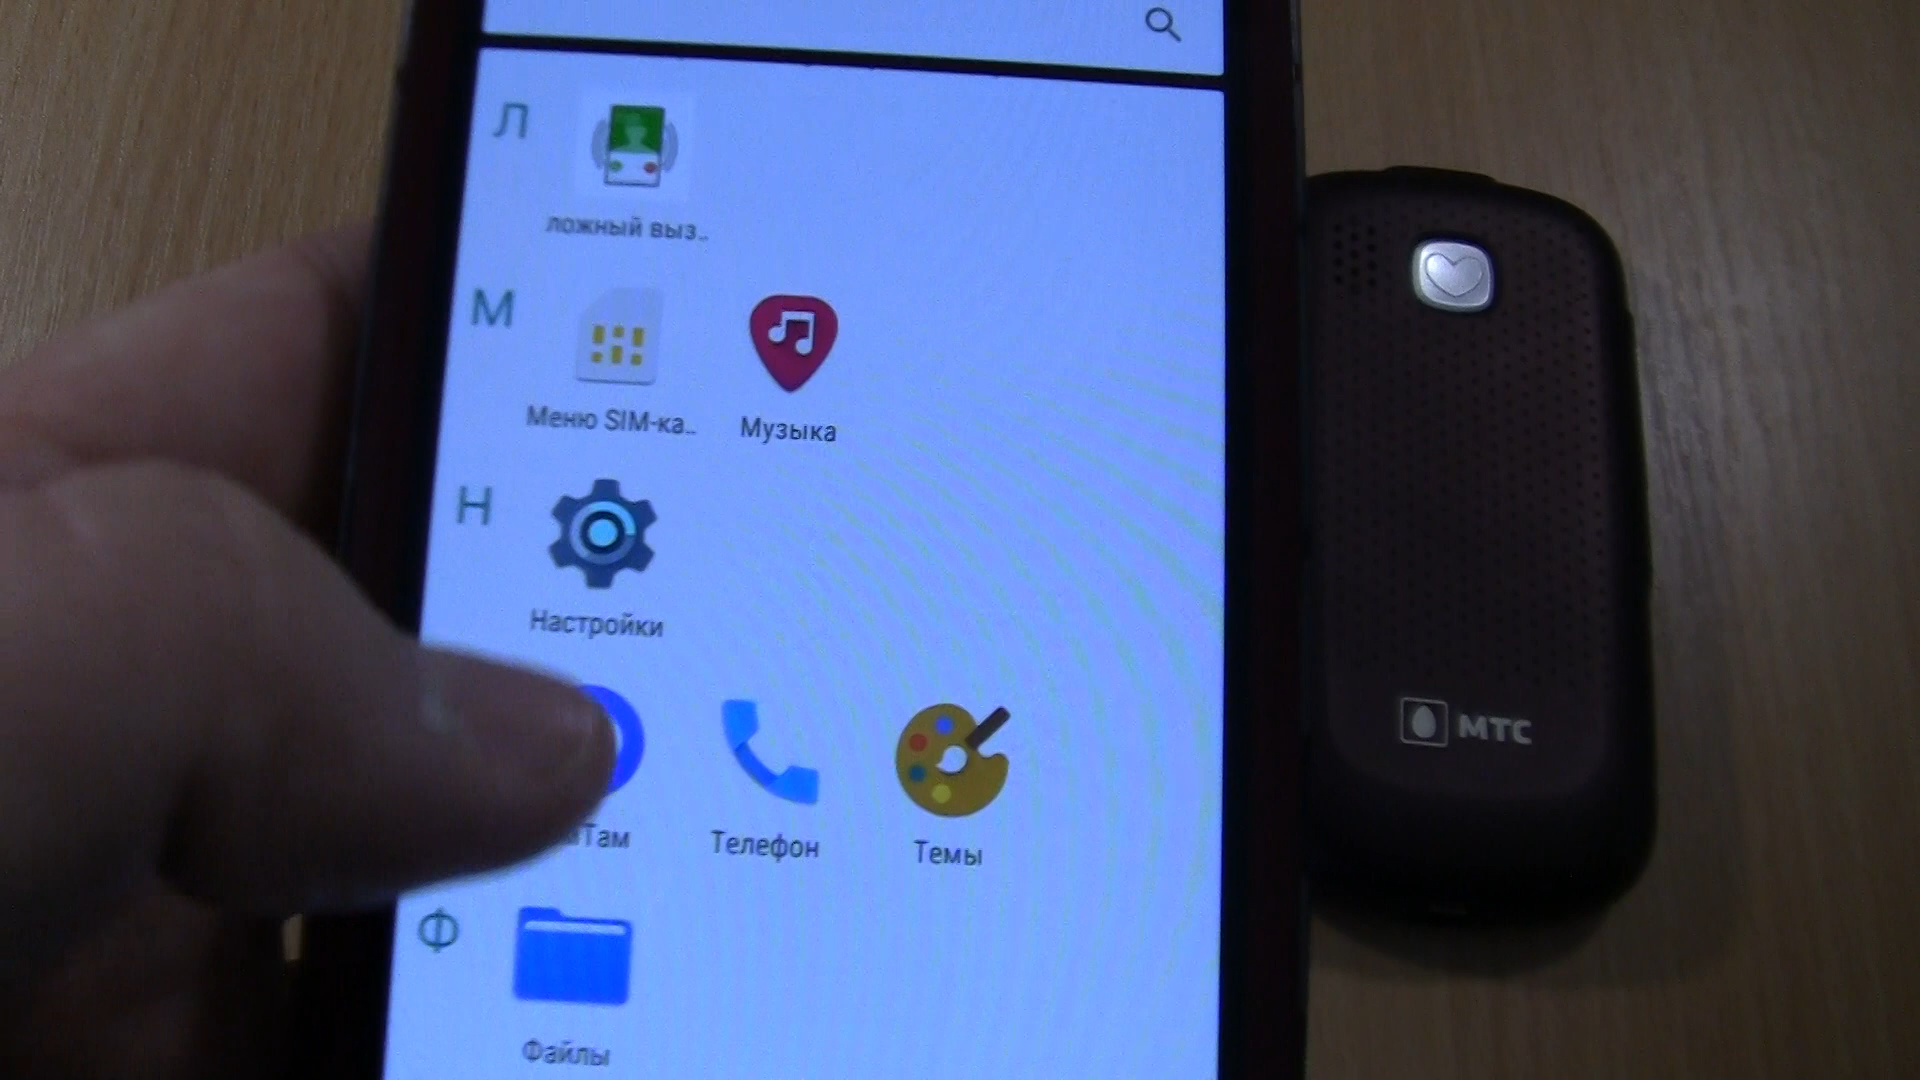 Л
ложный выз..
М
Меню SIM-ка..
Музыка
Н
Настройки
Телефон
Темы
Ф
Файлы
МТС